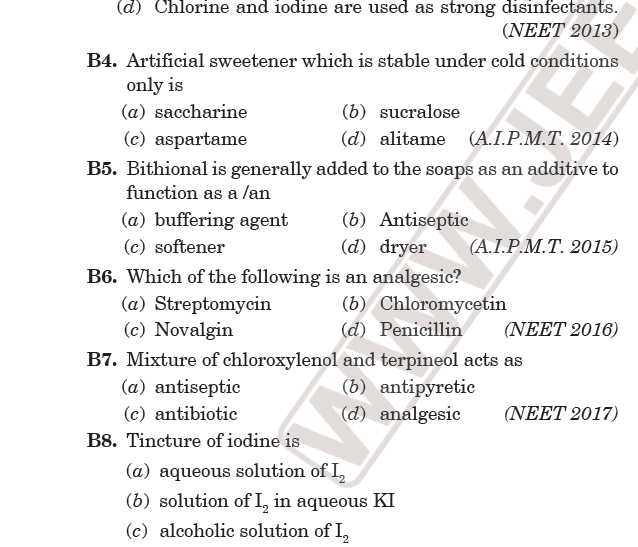 (d) Chlorine and iodine are used as strong disinfectants.
(NEET 2013)
B4. Artificial sweetener which is stable under cold conditions
only is
(a) saccharine (b) sucralose
(c) aspartame (d) alitame (A.I.P.M.T. 2014)
B5. Bithional is generally added to the soaps as an additive to
function as a /an
(a) buffering agent (b) Antiseptic
(c) softener (d) dryer (A.I.P.M.T. 2015)
B6. Which of the following is an analgesic?
(a) Streptomycin (b) Chloromycetin
(c) Novalgin (d) Penicillin (NEET 2016)
B7. Mixture of chloroxylenol and terpineol acts as
(a) antiseptic (b) antipyretic
(c) antibiotic (d) analgesic (NEET 2017)
B8. Tincture of iodine is
(a) aqueous solution of I₂
(b) solution of I₂ in aqueous KI
(c) alcoholic solution of I₂
WWW.JEE